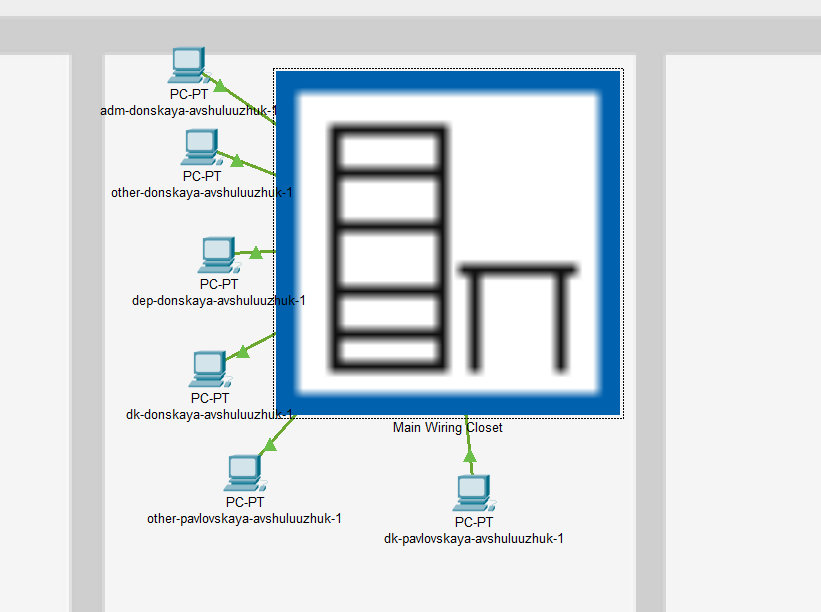 PC-PT
adm-donskaya-avshuluuzhuk-1
PC-PT
other-donskaya-avshuluuzhuk-1
PC-PT
dep-donskaya-avshuluuzhuk-1
PC-PT
dk-donskaya-avshuluuzhuk-1
Main Wiring Closet
PC-PT
other-pavlovskaya-avshuluuzhuk-1
PC-PT
dk-pavlovskaya-avshuluuzhuk-1